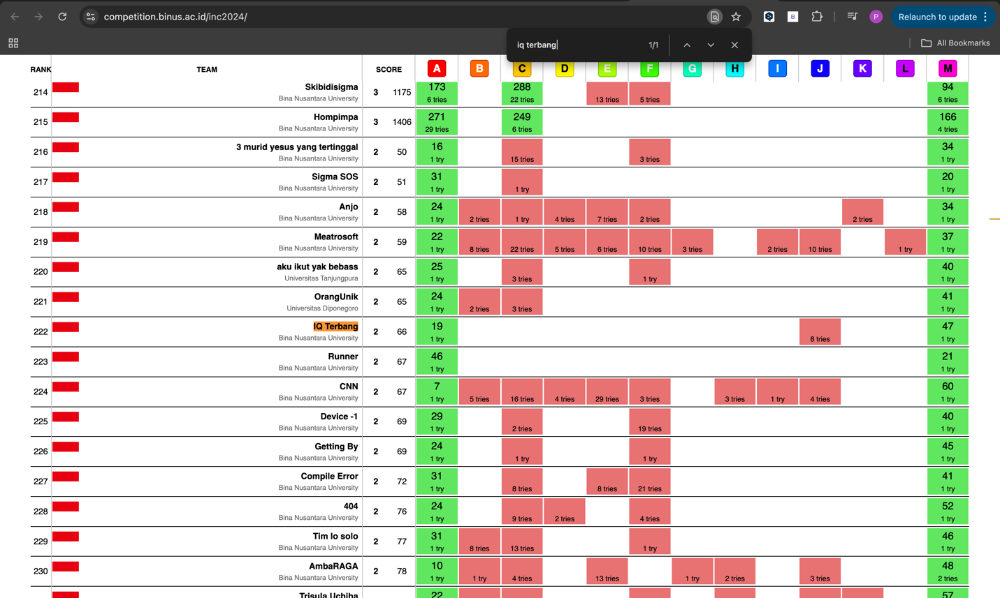 competition.binus.ac.id/inc2024/
Relaunch to update
iq terbang 1/1
All Bookmarks
RANK TEAM SCORE A B C D E F G H I J K L M
214 Skibidisigma 3 1175 173 288 94
Bina Nusantara University 6 tries 22 tries 13 tries 5 tries 6 tries
215 Hompimpa 3 1406 271 249 166
Bina Nusantara University 29 tries 6 tries 4 tries
216 3 murid yesus yang tertinggal 2 50 16 34
Bina Nusantara University 1 try 15 tries 3 tries 1 try
217 Sigma SOS 2 51 31 20
Bina Nusantara University 1 try 1 try 1 try
218 Anjo 2 58 24 34
Bina Nusantara University 1 try 2 tries 1 try 4 tries 7 tries 2 tries 2 tries 1 try
219 Meatrosoft 2 59 22 37
Bina Nusantara University 1 try 8 tries 22 tries 5 tries 6 tries 10 tries 3 tries 2 tries 10 tries 1 try 1 try
220 aku ikut yak bebass 2 65 25 40
Universitas Tanjungpura 1 try 3 tries 1 try 1 try
221 OrangUnik 2 65 24 41
Universitas Diponegoro 1 try 2 tries 3 tries 1 try
222 IQ Terbang 2 66 19 47
Bina Nusantara University 1 try 8 tries 1 try
223 Runner 2 67 46 21
Bina Nusantara University 1 try 1 try
224 CNN 2 67 7 60
Bina Nusantara University 1 try 5 tries 16 tries 4 tries 29 tries 3 tries 3 tries 1 try 4 tries 1 try
225 Device -1 2 69 29 40
Bina Nusantara University 1 try 2 tries 19 tries 1 try
226 Getting By 2 69 24 45
Bina Nusantara University 1 try 1 try 1 try 1 try
227 Compile Error 2 72 31 41
Bina Nusantara University 1 try 8 tries 8 tries 21 tries 1 try
228 404 2 76 24 52
Bina Nusantara University 1 try 9 tries 2 tries 4 tries 1 try
229 Tim lo solo 2 77 31 46
Bina Nusantara University 1 try 8 tries 13 tries 1 try 1 try
230 AmbaRAGA 2 78 10 48
Bina Nusantara University 1 try 1 try 4 tries 13 tries 1 try 2 tries 3 tries 2 tries
Trisula Uchiha 22 57